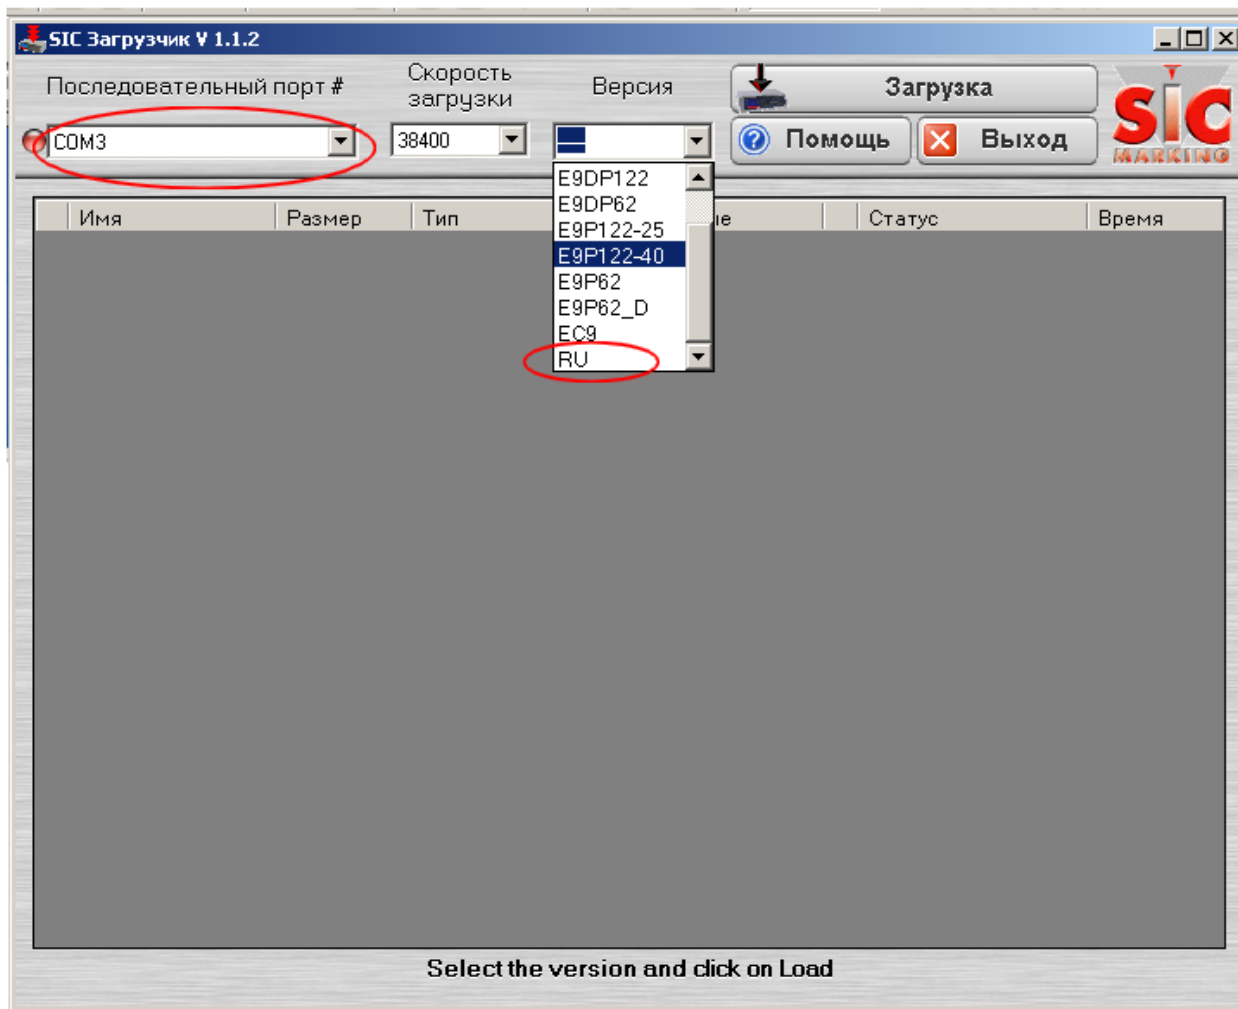 SIC Загрузчик V 1.1.2
Последовательный порт #
Скорость
загрузки
Версия
Загрузка
COM3
38400
Помощь
Выход
SIC
MARKING
E9DP122
E9DP62
E9P122-25
E9P122-40
E9P62
E9P62_D
EC9
RU
Имя
Размер
Тип
Статус
Время
Select the version and click on Load